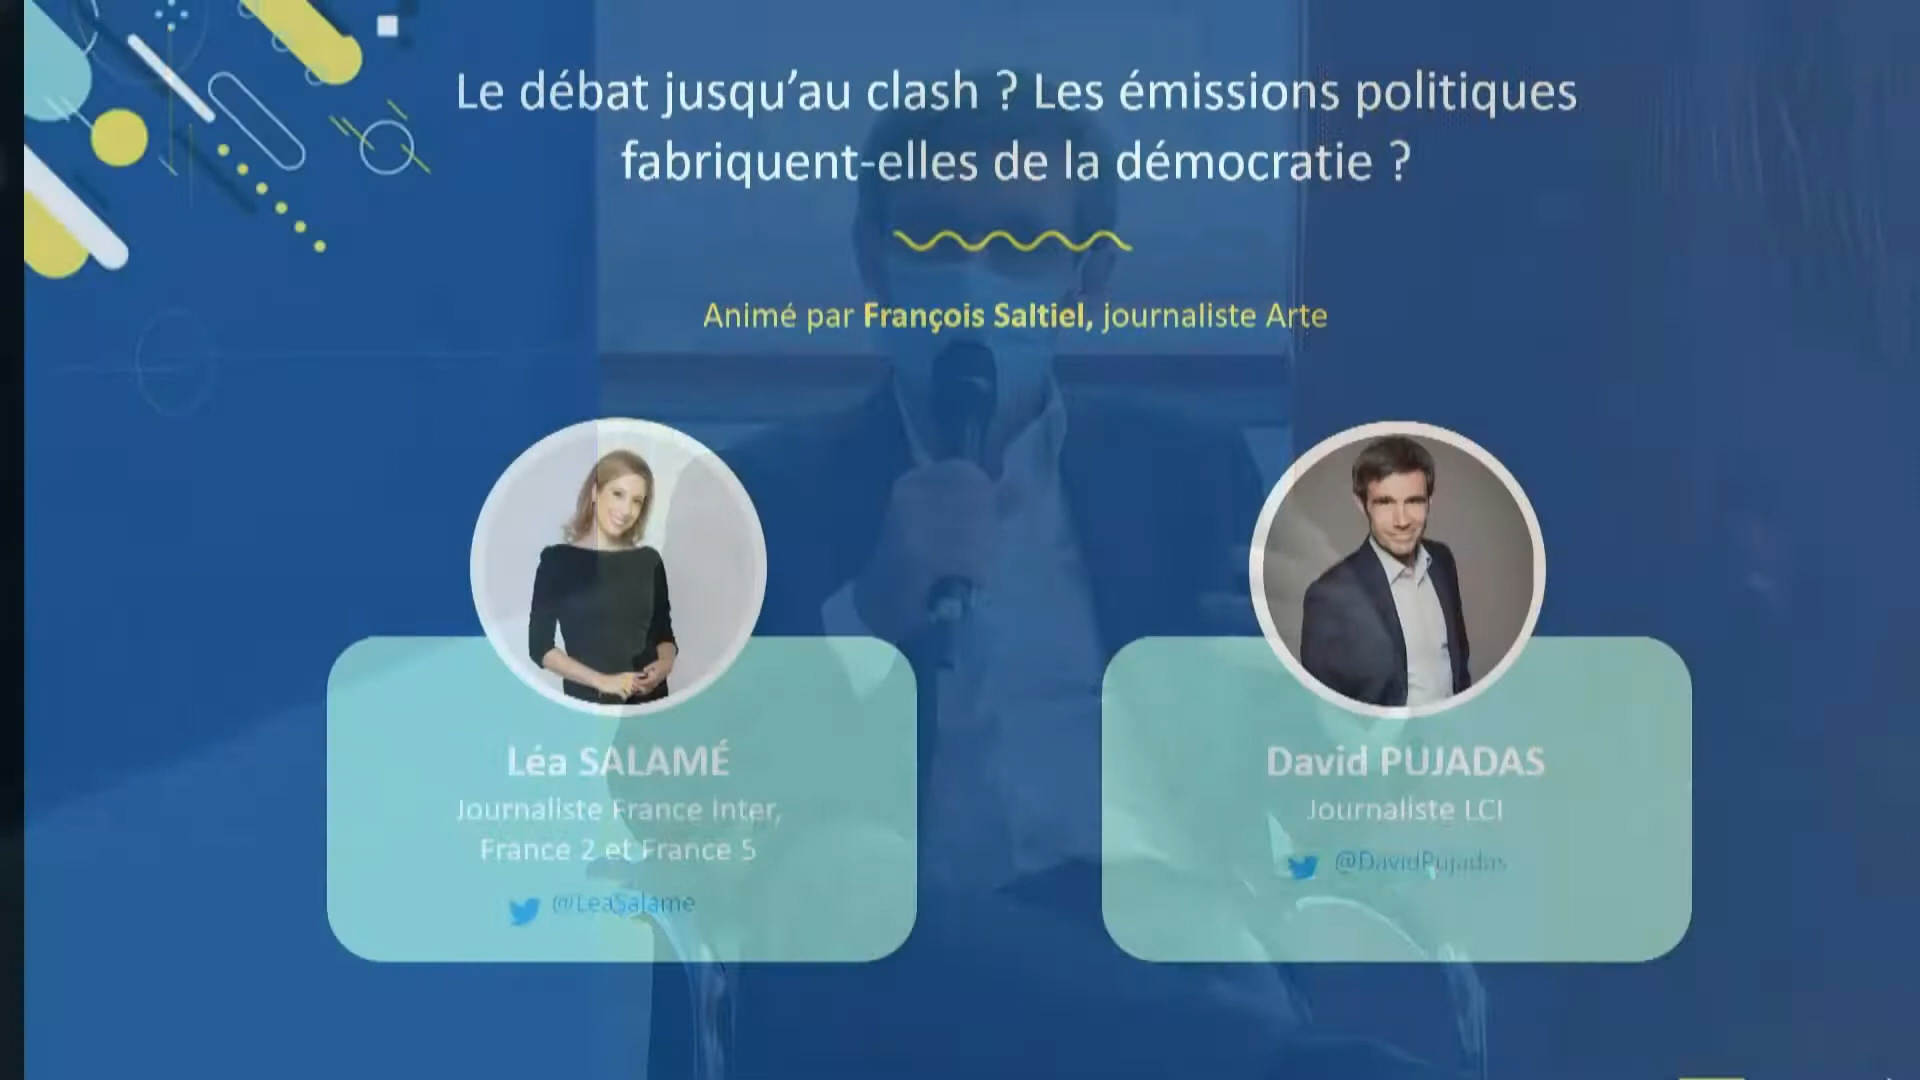 Le débat jusqu’au clash ? Les émissions politiques
fabriquent-elles de la démocratie ?
Animé par François Saltiel, journaliste Arte
Léa SALAMÉ
Journaliste France Inter,
France 2 et France 5
@LeaSalame
David PUJADAS
Journaliste LCI
@DavidPujadas